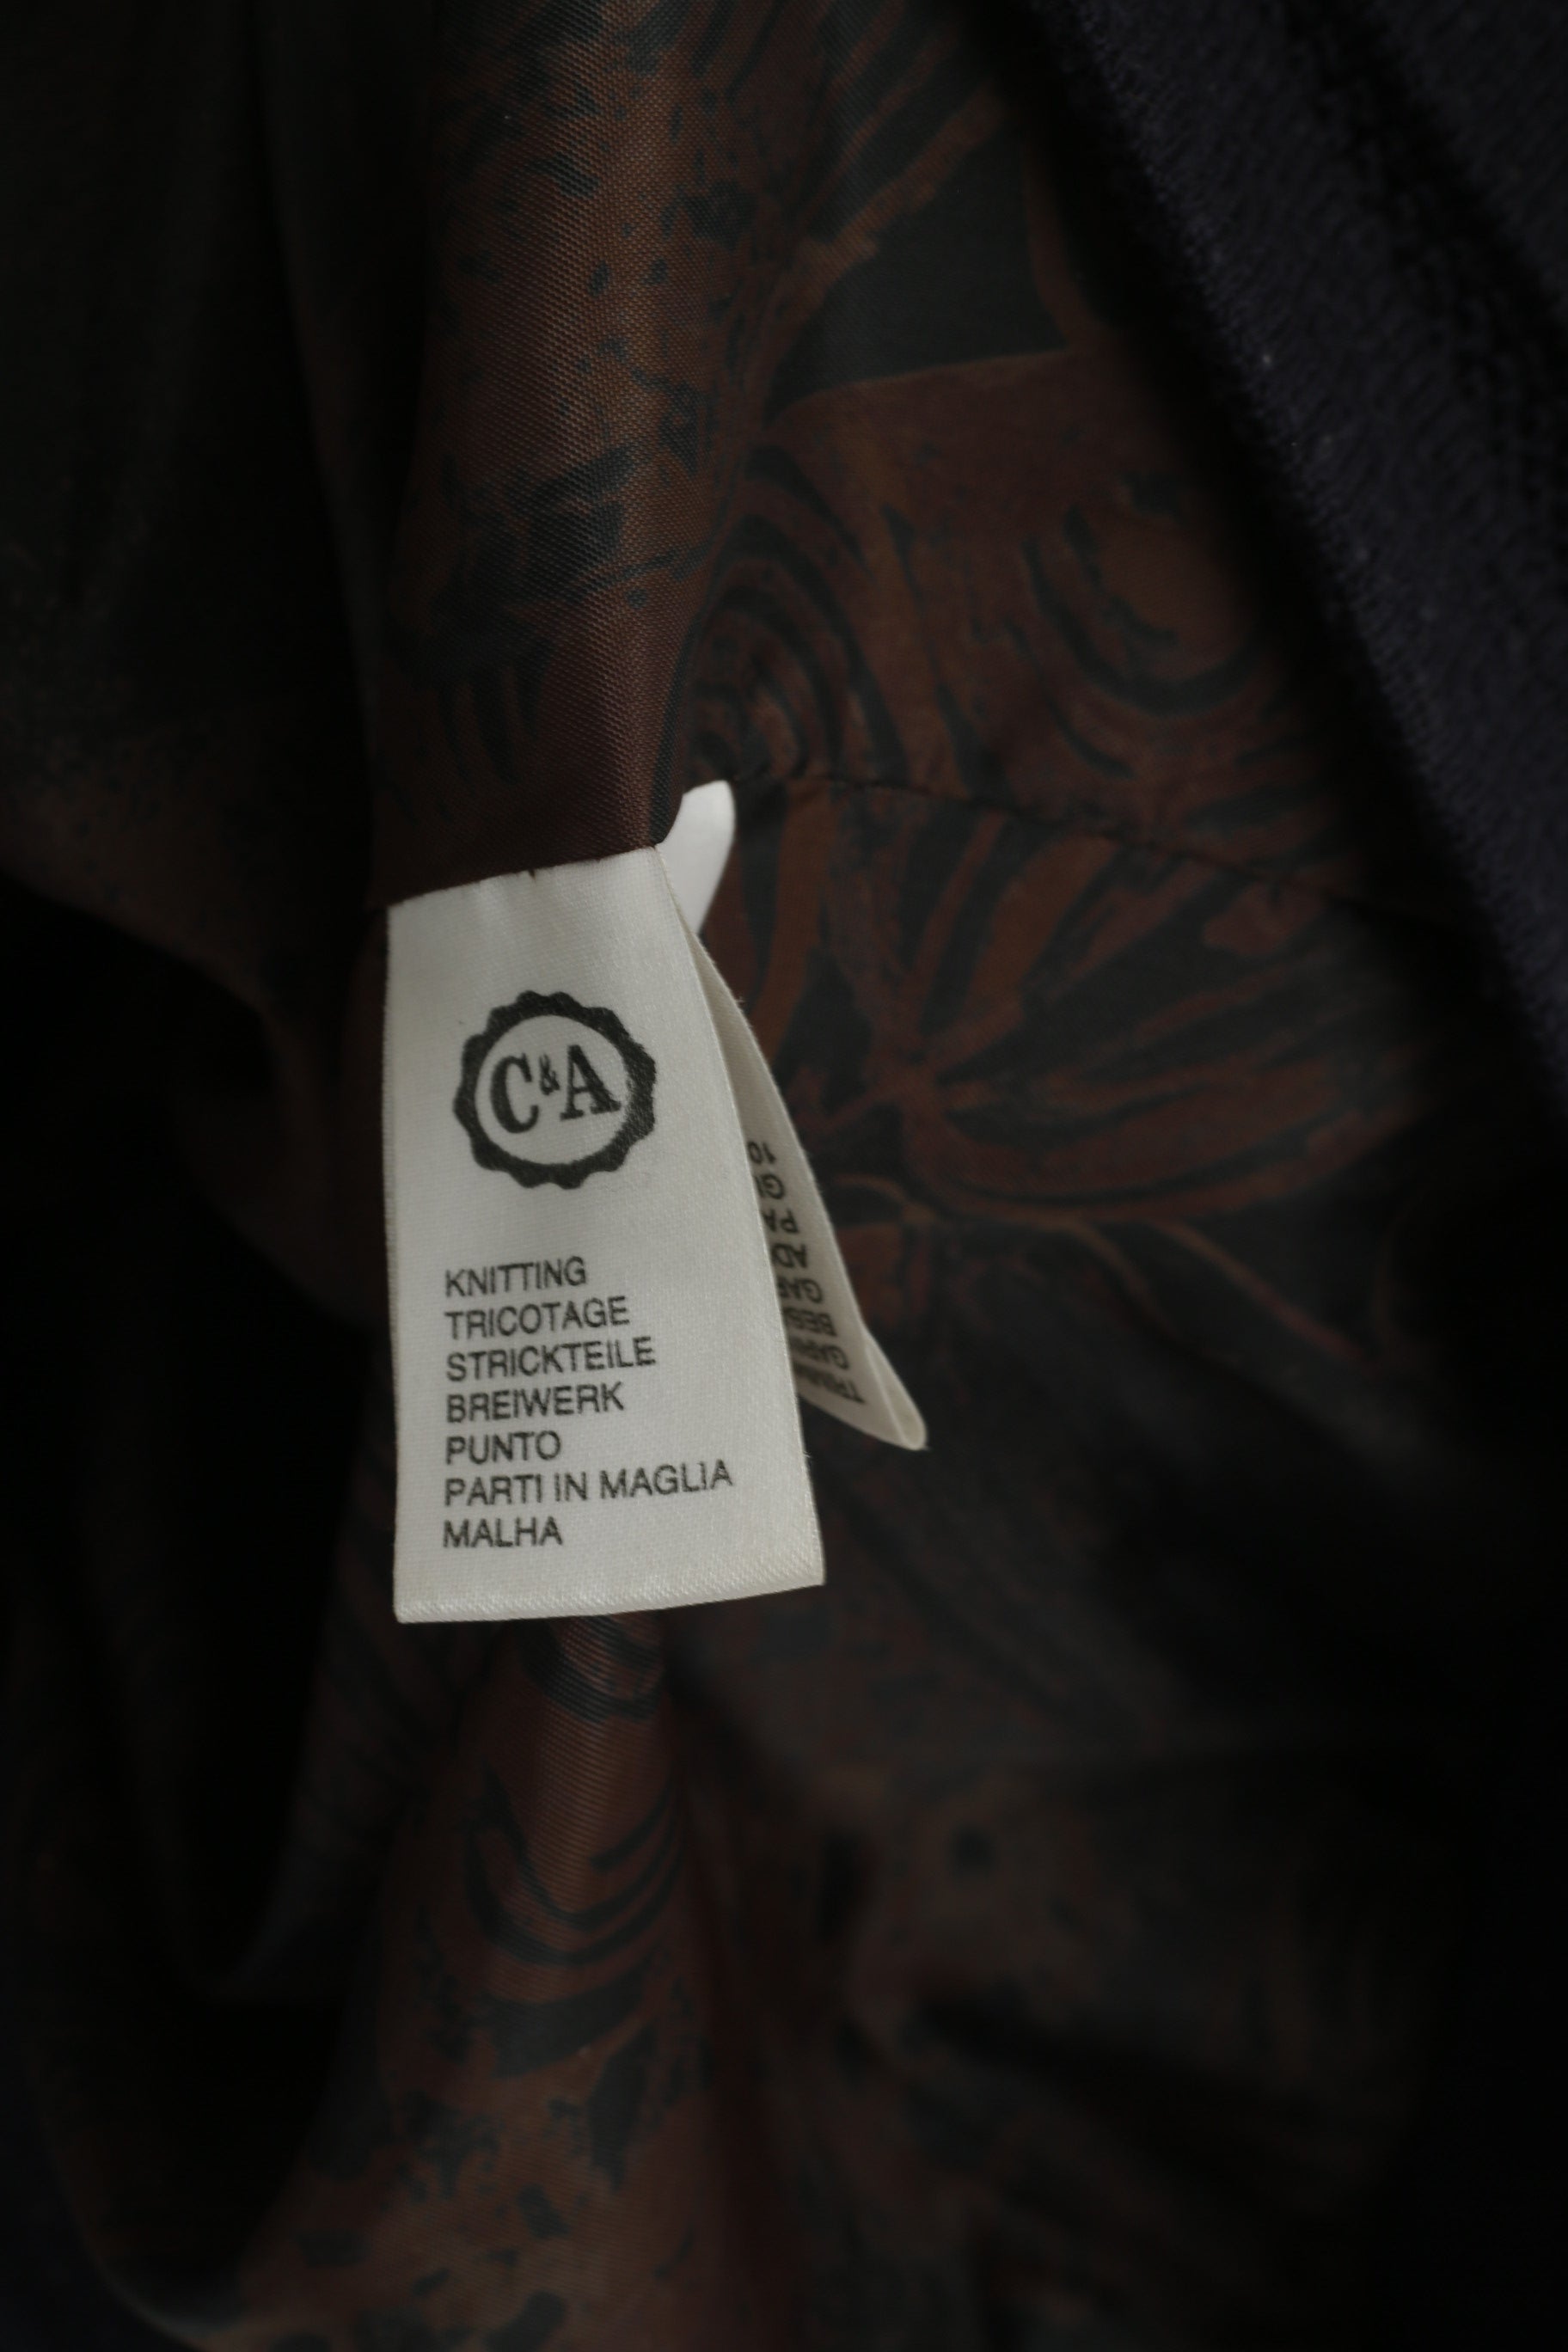 C&A
KNITTING
TRICOTAGE
STRICKTEILE
BREIWERK
PUNTO
PARTI IN MAGLIA
MALHA